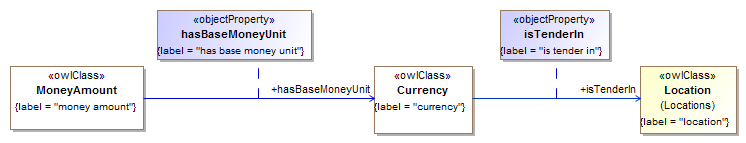 «objectProperty»
hasBaseMoneyUnit
{label = "has base money unit"}
«objectProperty»
isTenderIn
{label = "is tender in"}
«owlClass»
MoneyAmount
{label = "money amount"}
+hasBaseMoneyUnit
«owlClass»
Currency
{label = "currency"}
+isTenderIn
«owlClass»
Location
(Locations)
{label = "location"}